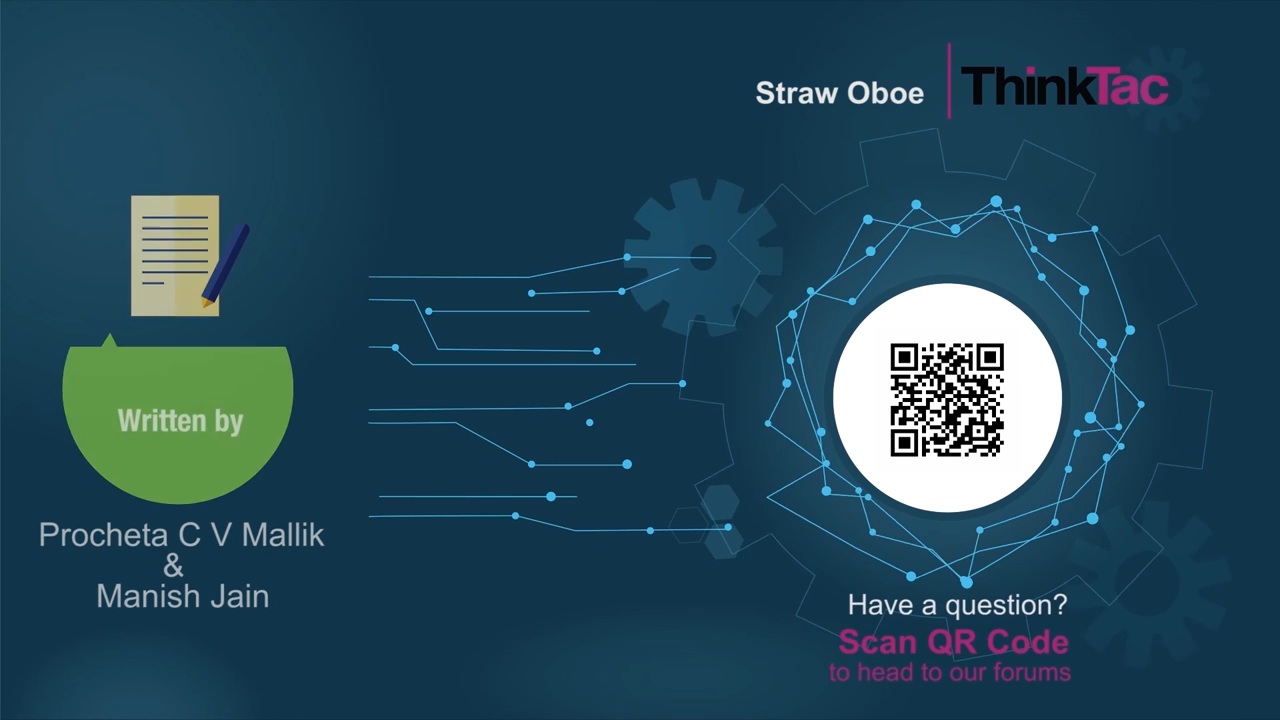 Straw Oboe
ThinkTac
Written by
Procheta C V Mallik
&
Manish Jain
Have a question?
Scan QR Code
to head to our forums